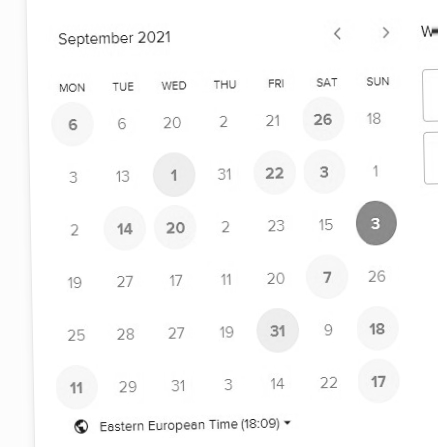 September 2021
MON TUE WED THU FRI SAT SUN
6 6 20 2 21 26 18
3 13 1 31 22 3 1
2 14 20 2 23 15 3
19 27 17 11 20 7 26
25 28 27 19 31 9 18
11 29 31 3 14 22 17
Eastern European Time (18:09)